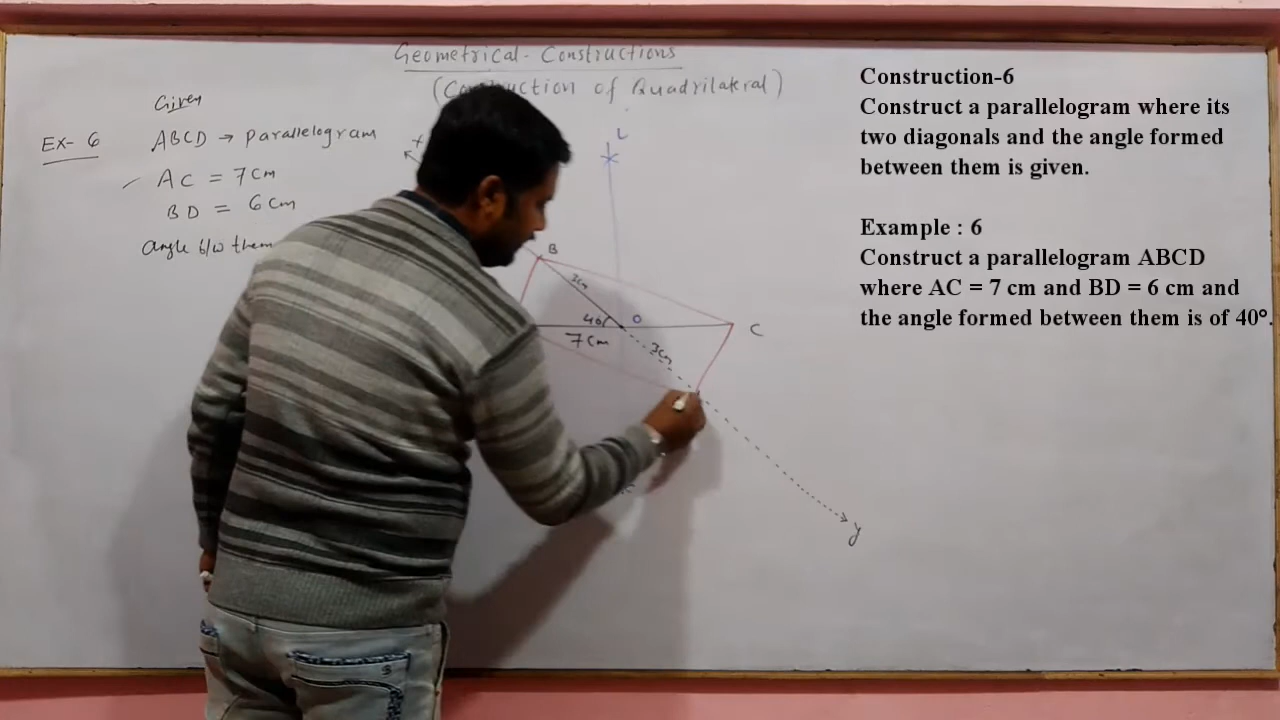 Geometrical-Constructions
(Construction of Quadrilateral)
Given
Ex- 6
ABCD → parallelogram
AC = 7cm
BD = 6cm
Angle b/w them
L
x
B
3cm
40
O
7cm
C
3cm
y
Construction-6
Construct a parallelogram where its
two diagonals and the angle formed
between them is given.
Example : 6
Construct a parallelogram ABCD
where AC = 7 cm and BD = 6 cm and
the angle formed between them is of 40°.